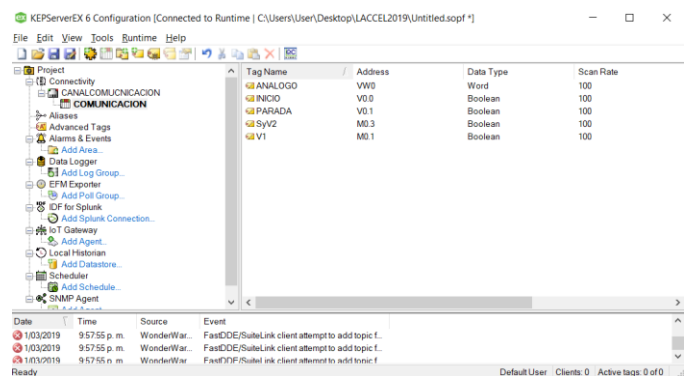 KEPServerEX 6 Configuration [Connected to Runtime | C:\Users\User\Desktop\LACCEL2019\Untitled.sopf *]
File Edit View Tools Runtime Help
Project
Connectivity
CANALCOMUCNICACION
COMUNICACION
Aliases
Advanced Tags
Alarms & Events
Add Area...
Data Logger
Add Log Group...
EFM Exporter
Add Poll Group...
IDF for Splunk
Add Splunk Connection...
IoT Gateway
Add Agent...
Local Historian
Add Datastore...
Scheduler
Add Schedule...
SNMP Agent
Tag Name Address Data Type Scan Rate
ANALOGO VW0 Word 100
INICIO V0.0 Boolean 100
PARADA V0.1 Boolean 100
SyV2 M0.3 Boolean 100
V1 M0.1 Boolean 100
Date Time Source Event
1/03/2019 9:57:55 p. m. WonderWar... FastDDE/SuiteLink client attempt to add topic f...
1/03/2019 9:57:55 p. m. WonderWar... FastDDE/SuiteLink client attempt to add topic f...
1/03/2019 9:57:55 p. m. WonderWar... FastDDE/SuiteLink client attempt to add topic f...
Ready Default User Clients: 0 Active tags: 0 of 0